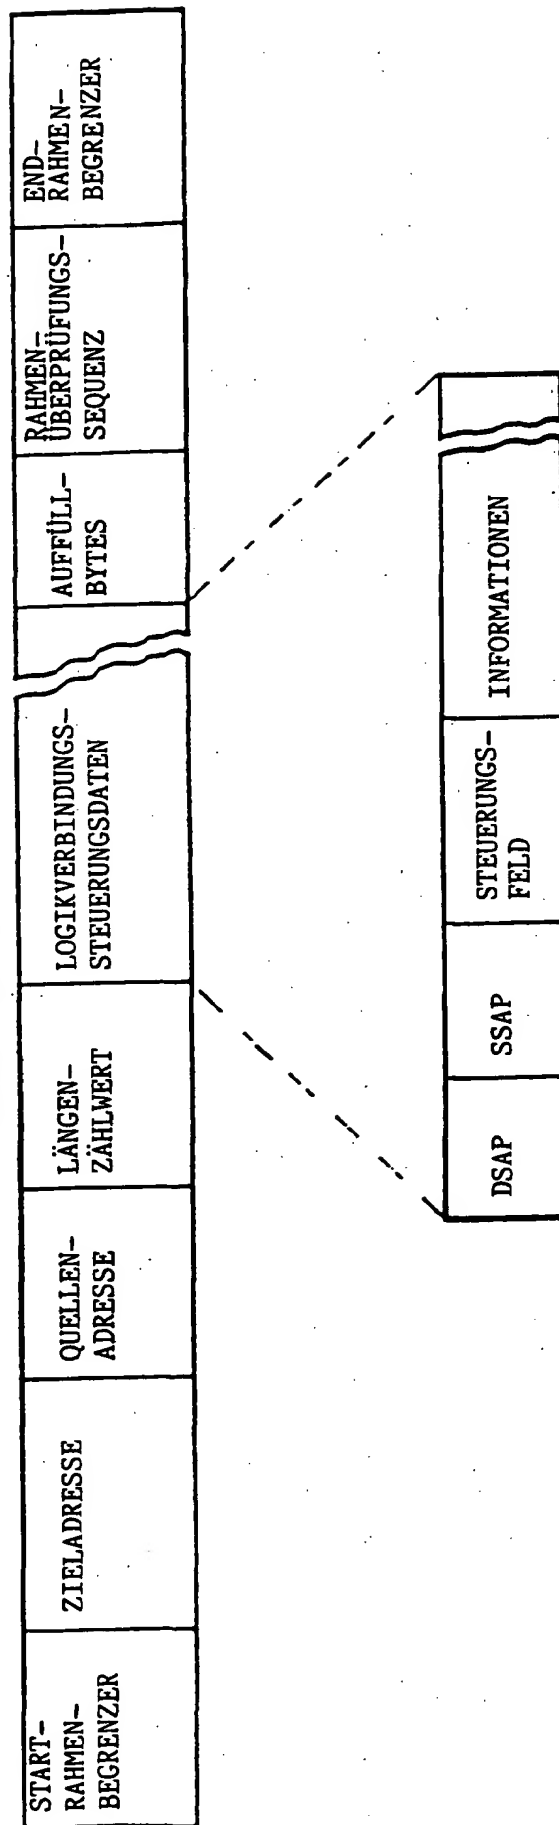 START-
RAHMEN-
BEGRENZER
ZIELADRESSE
QUELLEN-
ADRESSE
LÄNGEN-
ZÄHLWERT
LOGIKVERBINDUNGS-
STEUERUNGSDATEN
AUFFÜLL-
BYTES
RAHMEN-
ÜBERPRÜFUNGS-
SEQUENZ
END-
RAHMEN-
BEGRENZER
DSAP
SSAP
STEUERUNGS-
FELD
INFORMATIONEN